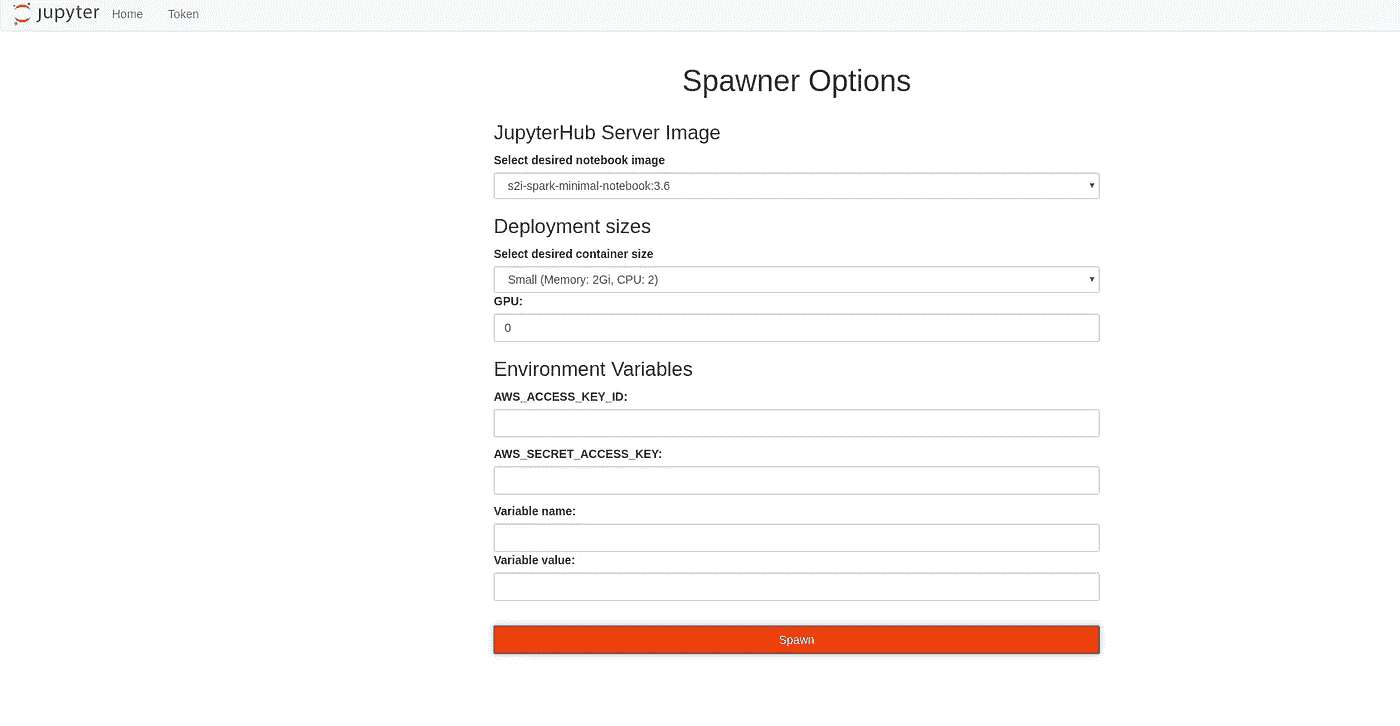 jupyter Home Token
Spawner Options
JupyterHub Server Image
Select desired notebook image
s2i-spark-minimal-notebook:3.6
Deployment sizes
Select desired container size
Small (Memory: 2Gi, CPU: 2)
GPU:
0
Environment Variables
AWS_ACCESS_KEY_ID:
AWS_SECRET_ACCESS_KEY:
Variable name:
Variable value:
Spawn